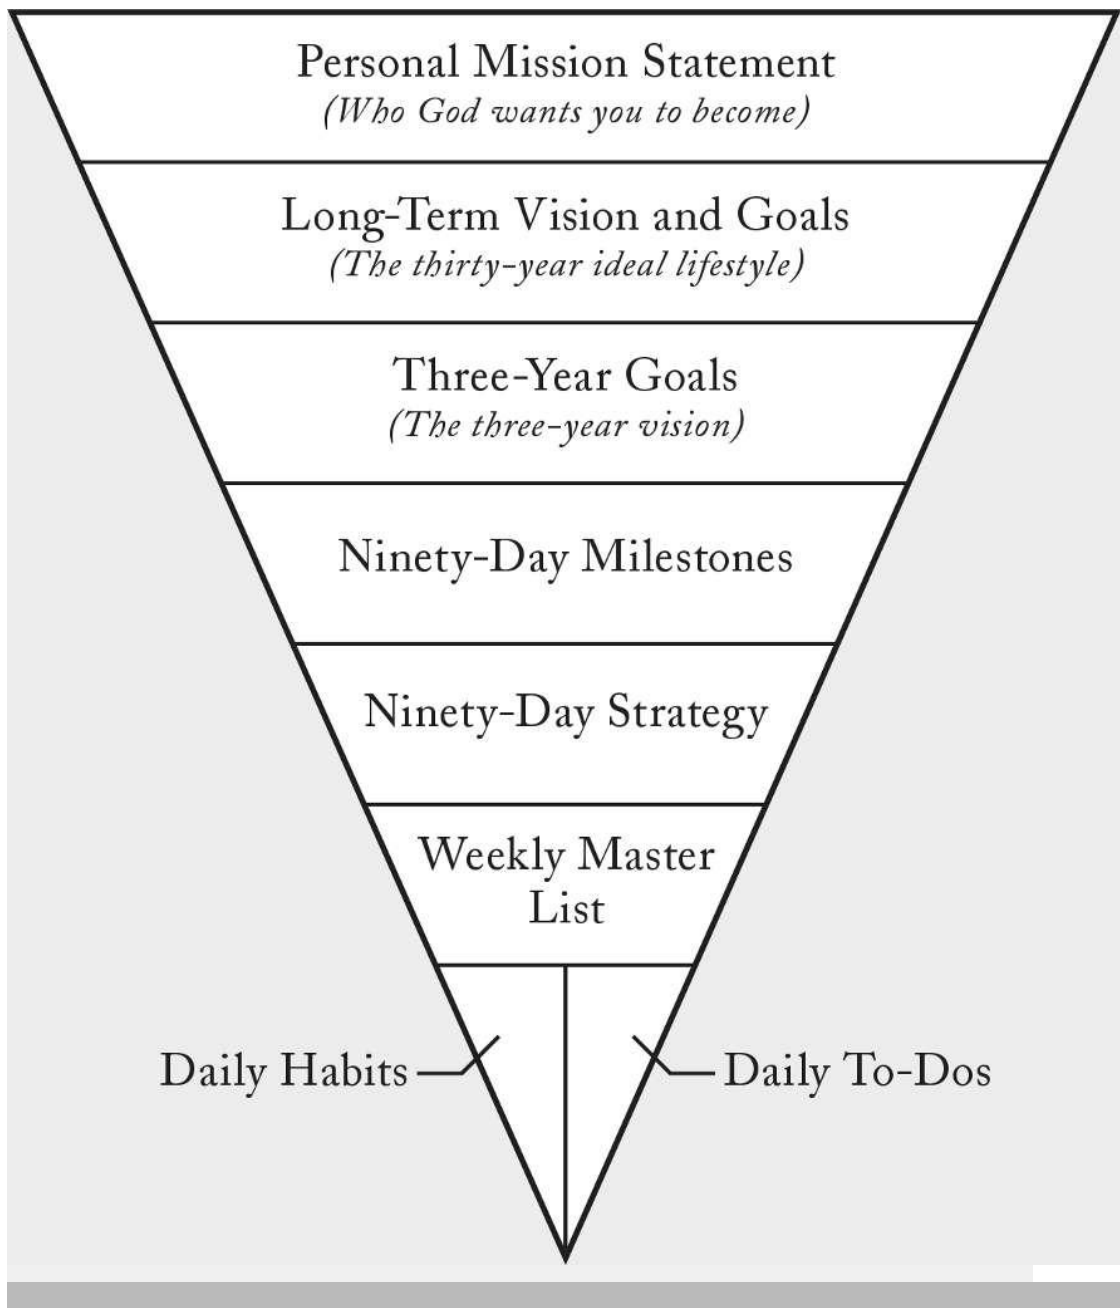 Personal Mission Statement
(Who God wants you to become)
Long-Term Vision and Goals
(The thirty-year ideal lifestyle)
Three-Year Goals
(The three-year vision)
Ninety-Day Milestones
Ninety-Day Strategy
Weekly Master
List
Daily Habits
Daily To-Dos